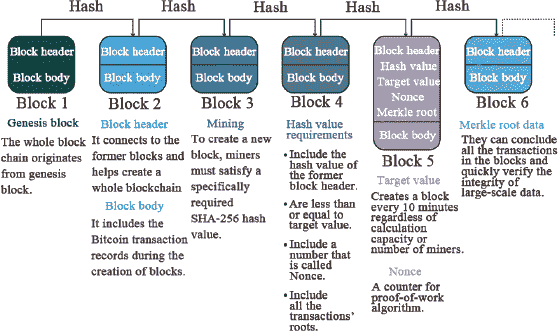 Hash
Hash
Hash
Hash
Hash
Block header
Block body
Block 1
Genesis block
The whole block
chain originates
from genesis
block.
Block header
Block body
Block 2
Block header
It connects to the
former blocks and
helps create a
whole blockchain
Block body
It includes the
Bitcoin transaction
records during the
creation of blocks.
Block header
Block body
Block 3
Mining
To create a new
block, miners
must satisfy a
specifically
required
SHA-256 hash
value.
Block header
Block body
Block 4
Hash value
requirements
• Include the
hash value of
the former
block header.
• Are less than
or equal to
target value.
• Include a
number that
is called
Nonce.
• Include
all the
transactions'
roots.
Block header
Hash value
Target value
Nonce
Merkle root
Block body
Block 5
Target value
Creates a block
every 10 minutes
regardless of
calculation
capacity or
number of miners.
Nonce
A counter for
proof-of-work
algorithm.
Block header
Block body
Block 6
Merkle root data
They can conclude
all the transactions
in the blocks and
quickly verify the
integrity of
large-scale data.